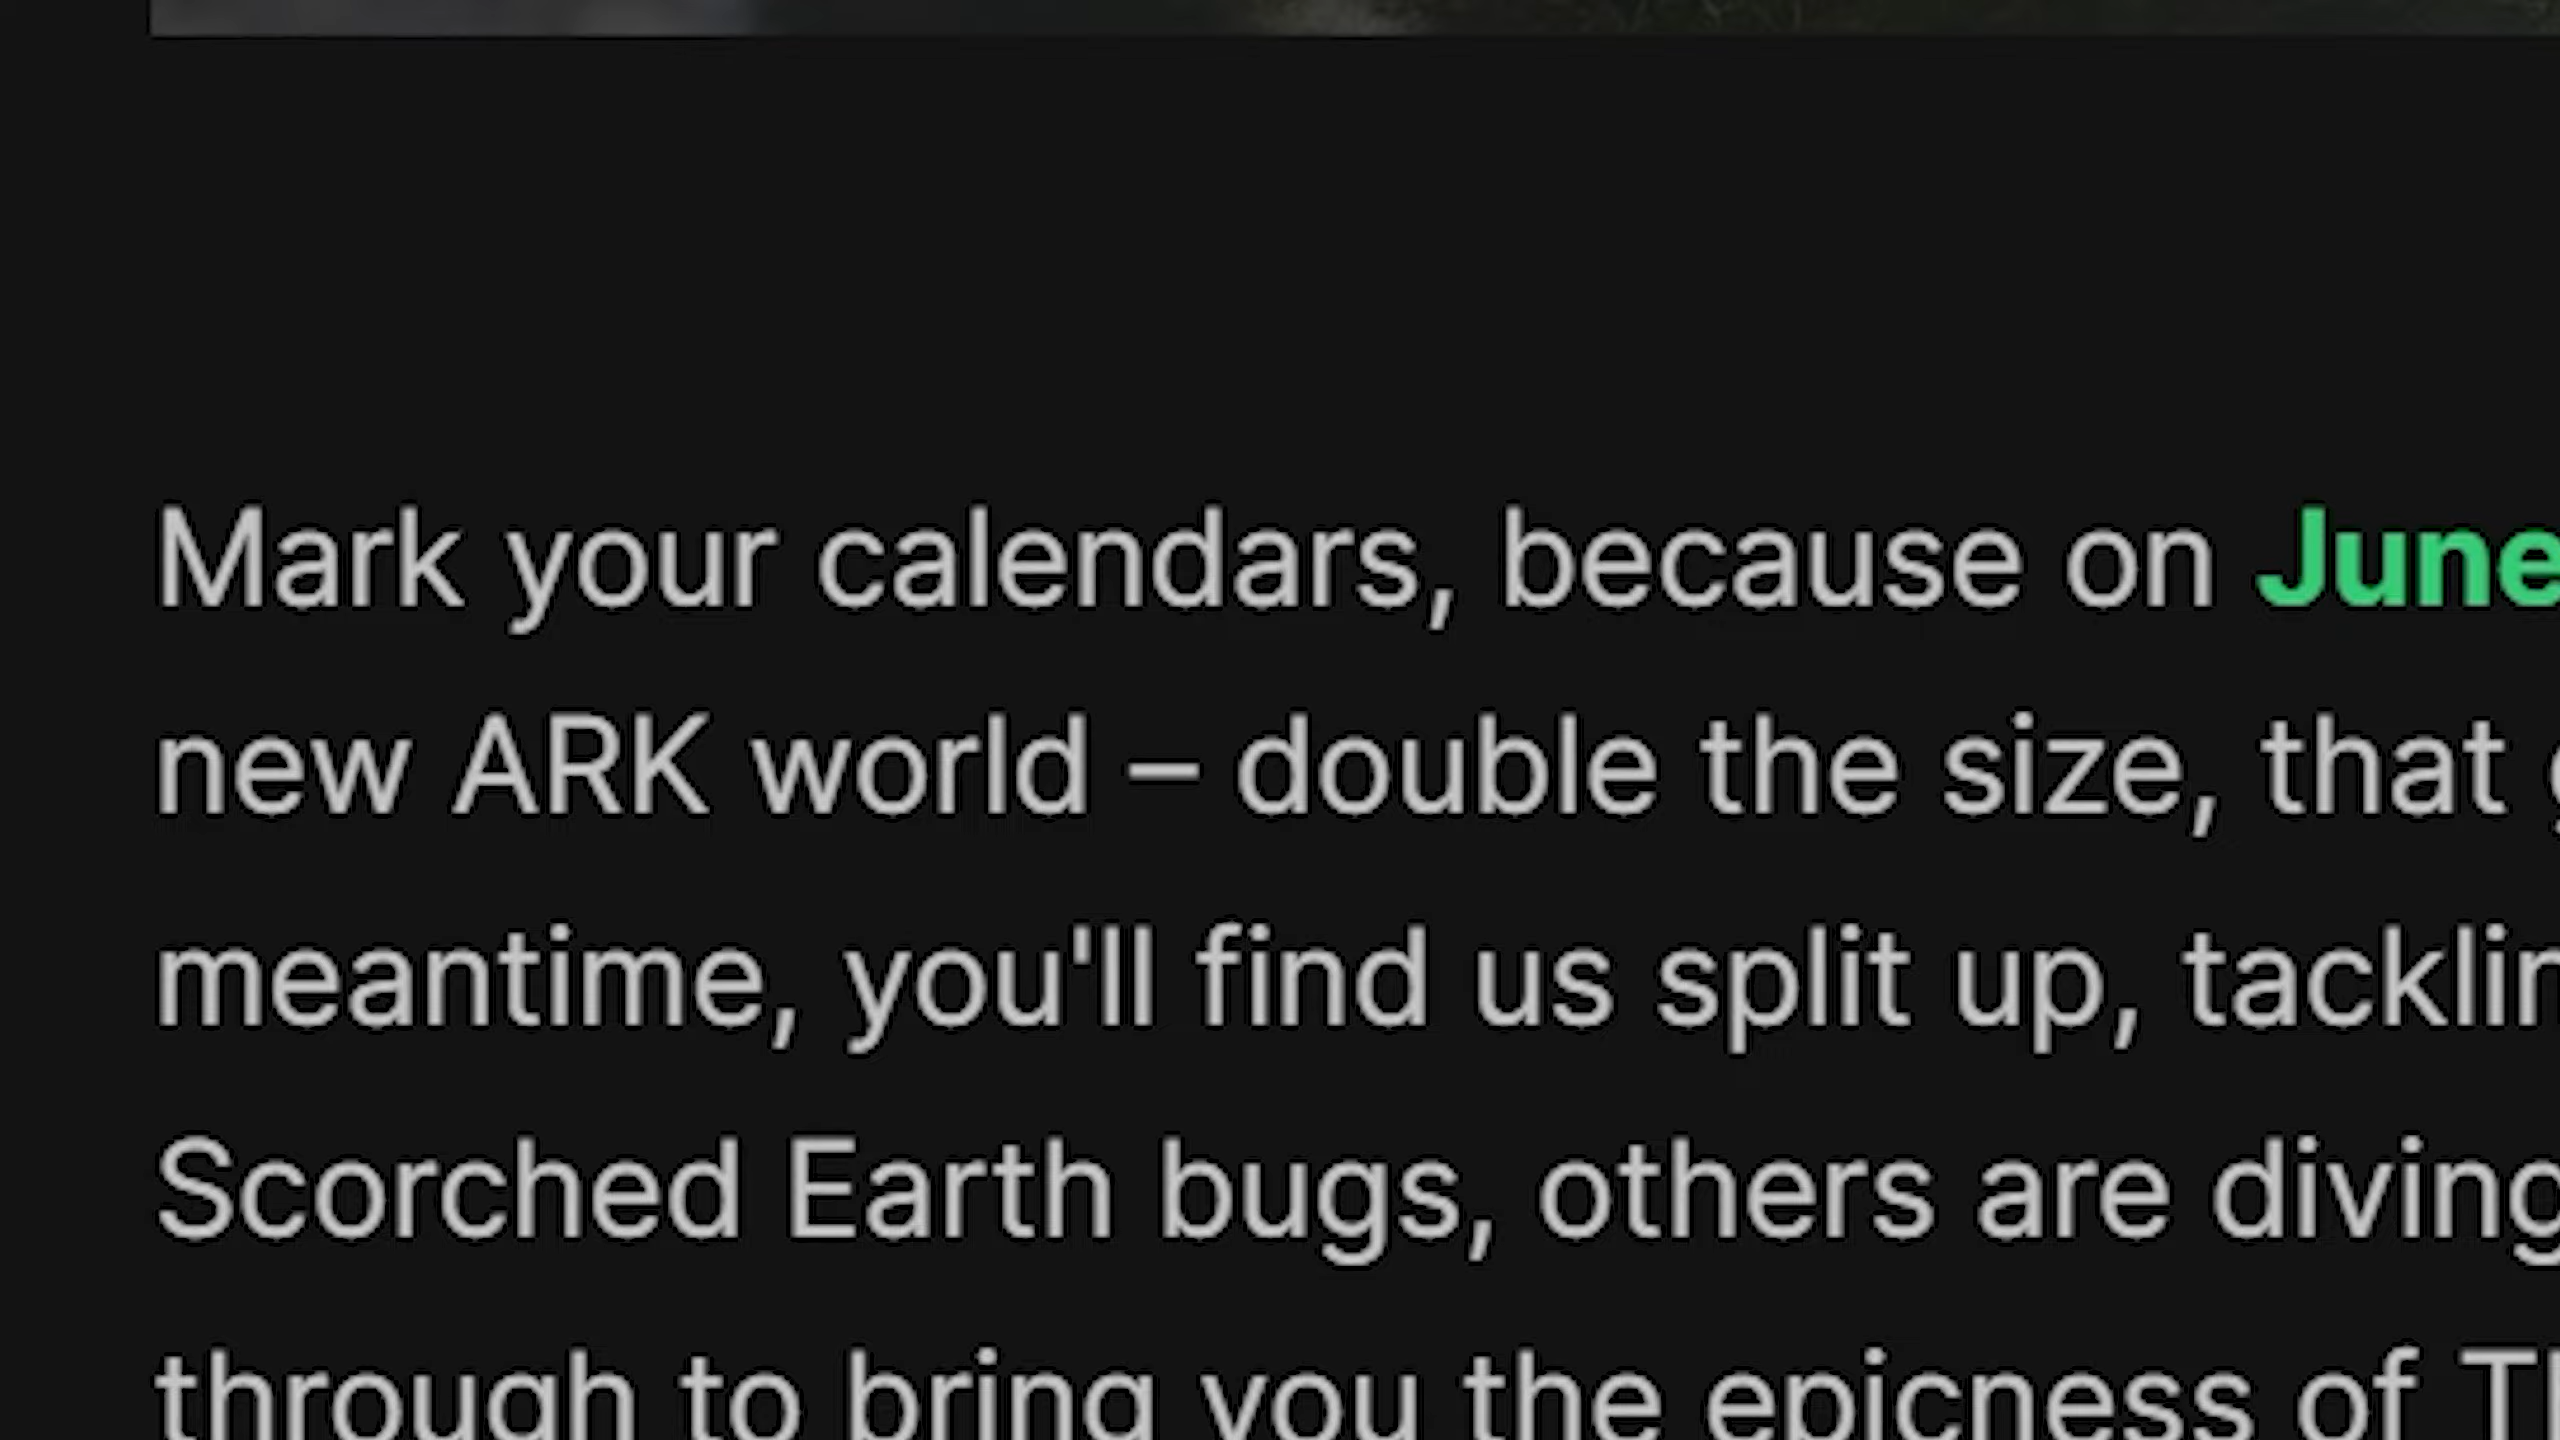 Mark your calendars, because on June
new ARK world – double the size, that
meantime, you'll find us split up,
Scorched Earth bugs, others are diving
through to bring you the epicness of